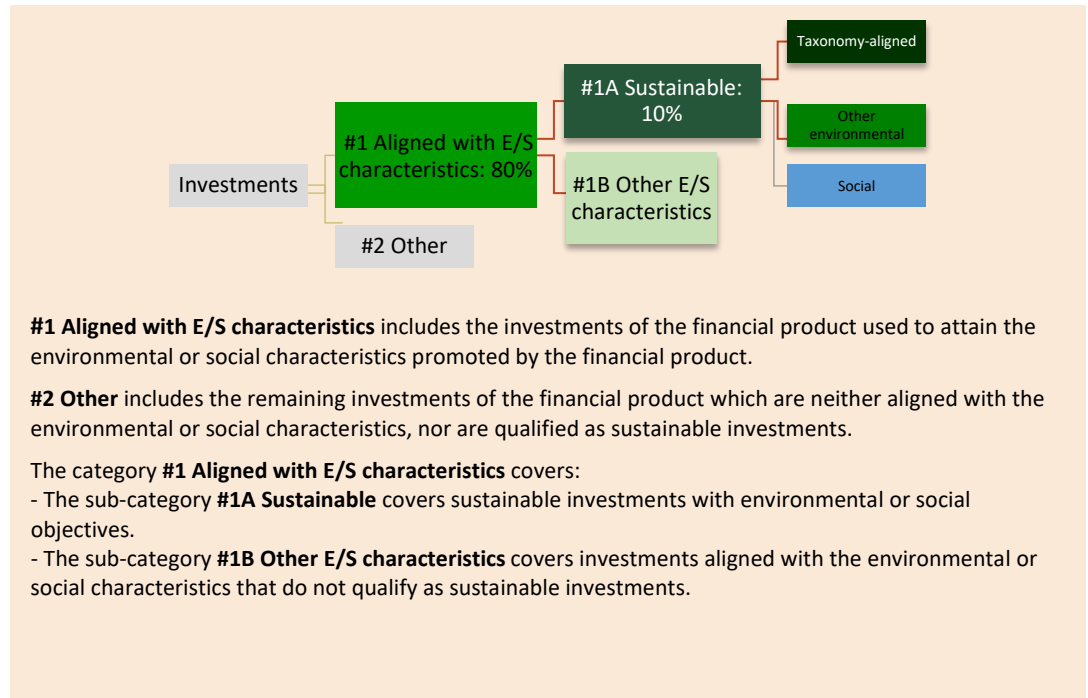 Taxonomy-aligned
#1A Sustainable:
10%
Other
environmental
#1 Aligned with E/S
characteristics: 80%
Investments
#1B Other E/S
characteristics
Social
#2 Other
#1 Aligned with E/S characteristics includes the investments of the financial product used to attain the
environmental or social characteristics promoted by the financial product.
#2 Other includes the remaining investments of the financial product which are neither aligned with the
environmental or social characteristics, nor are qualified as sustainable investments.
The category #1 Aligned with E/S characteristics covers:
- The sub-category #1A Sustainable covers sustainable investments with environmental or social
objectives.
- The sub-category #1B Other E/S characteristics covers investments aligned with the environmental or
social characteristics that do not qualify as sustainable investments.